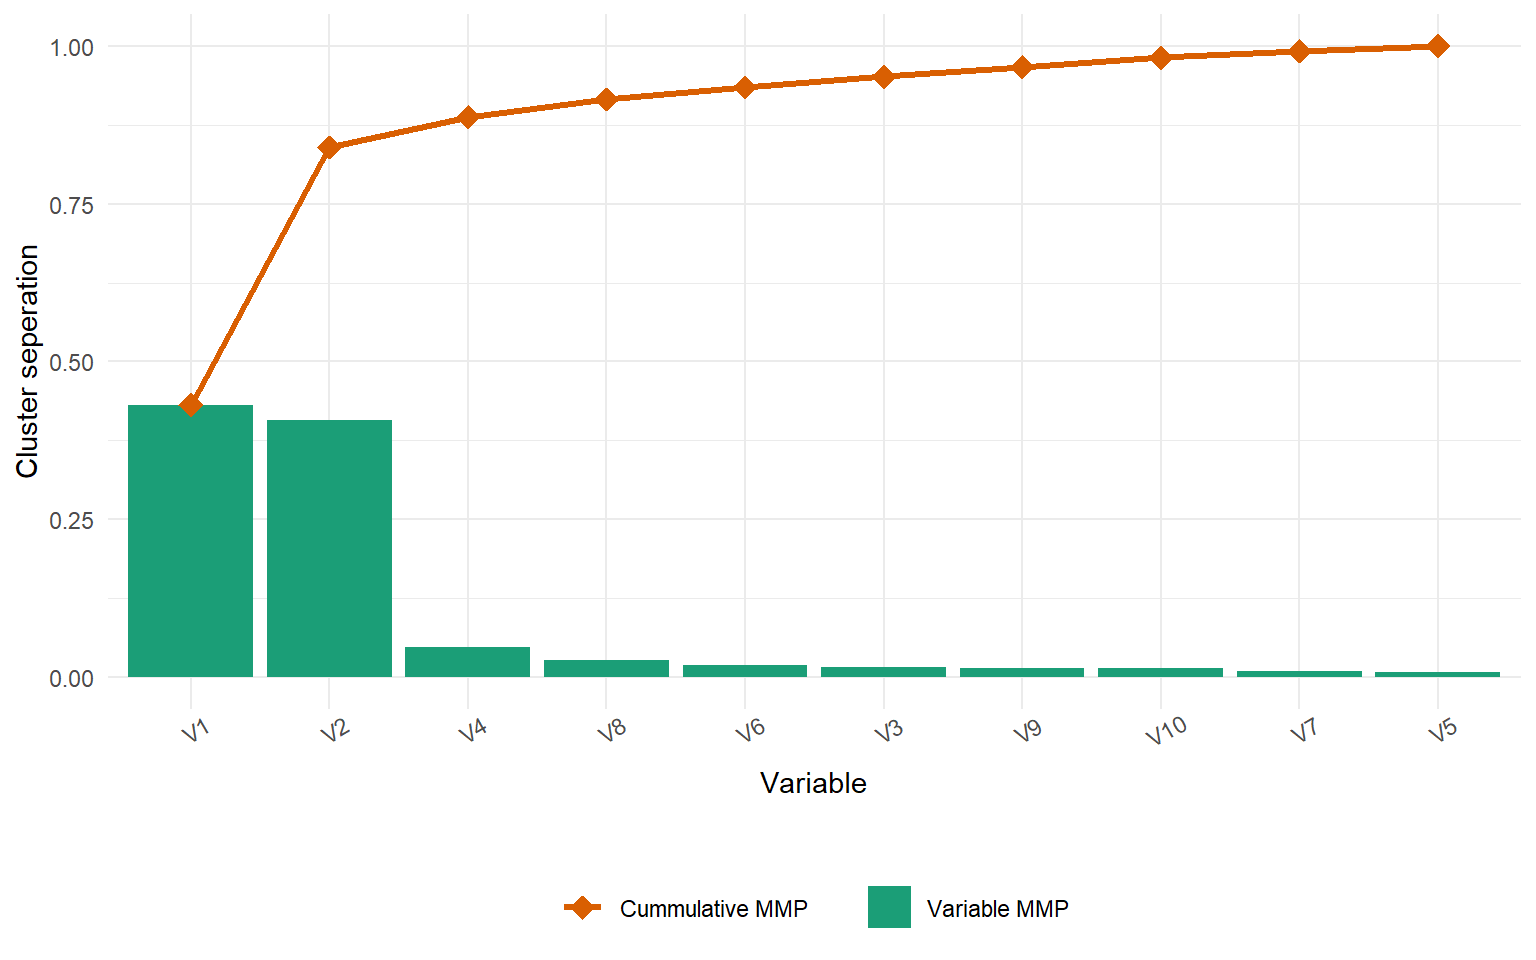 1.00
0.75
0.50
0.25
0.00
Cluster seperation
V1 V2 V4 V8 V6 V3 V9 V10 V7 V5
Variable
Cummulative MMP Variable MMP